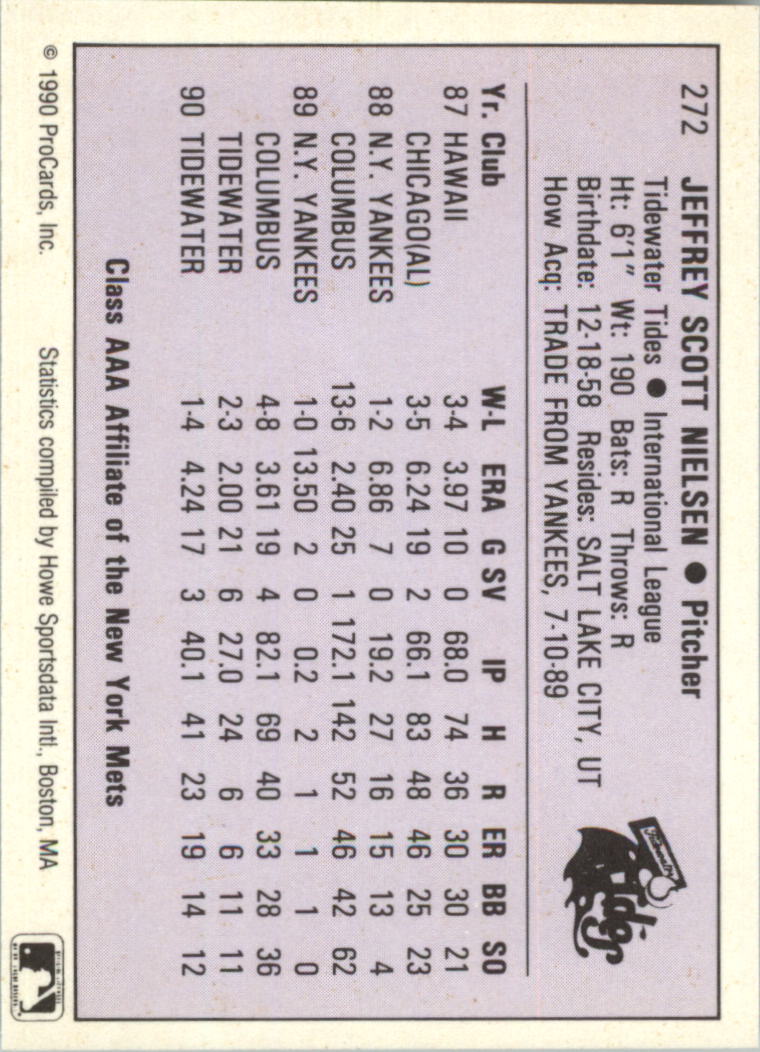 272 JEFFREY SCOTT NIELSEN ● Pitcher
Tidewater Tides ● International League
Ht: 6'1" Wt: 190 Bats: R Throws: R
Birthdate: 12-18-58 Resides: SALT LAKE CITY, UT
How Acq: TRADE FROM YANKEES, 7-10-89
Tides
Yr. Club W-L ERA G SV IP H R ER BB SO
87 HAWAII 3-4 3.97 10 0 68.0 74 36 30 30 21
CHICAGO(AL) 3-5 6.24 19 2 66.1 83 48 46 25 23
88 N.Y. YANKEES 1-2 6.86 7 0 19.2 27 16 15 13 4
COLUMBUS 13-6 2.40 25 1 172.1 142 52 46 42 62
89 N.Y. YANKEES 1-0 13.50 2 0 0.2 2 1 1 1 0
COLUMBUS 4-8 3.61 19 4 82.1 69 40 33 28 36
TIDEWATER 2-3 2.00 21 6 27.0 24 6 6 11 11
90 TIDEWATER 1-4 4.24 17 3 40.1 41 23 19 14 12
Class AAA Affiliate of the New York Mets
© 1990 ProCards, Inc. Statistics compiled by Howe Sportsdata Intl., Boston, MA